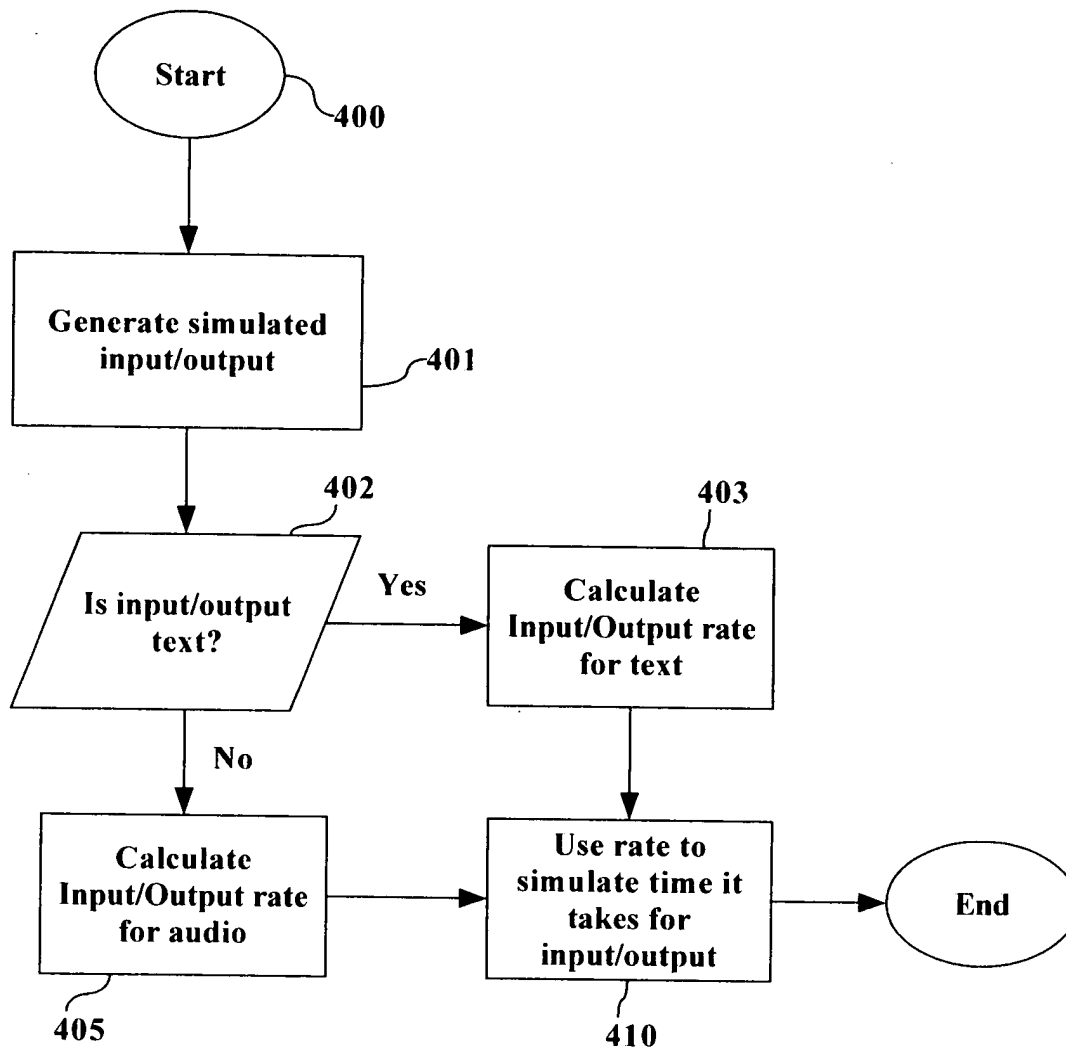 Start
400
Generate simulated
input/output
401
402
Is input/output
text?
Yes
403
Calculate
Input/Output rate
for text
No
Calculate
Input/Output rate
for audio
405
Use rate to
simulate time it
takes for
input/output
410
End